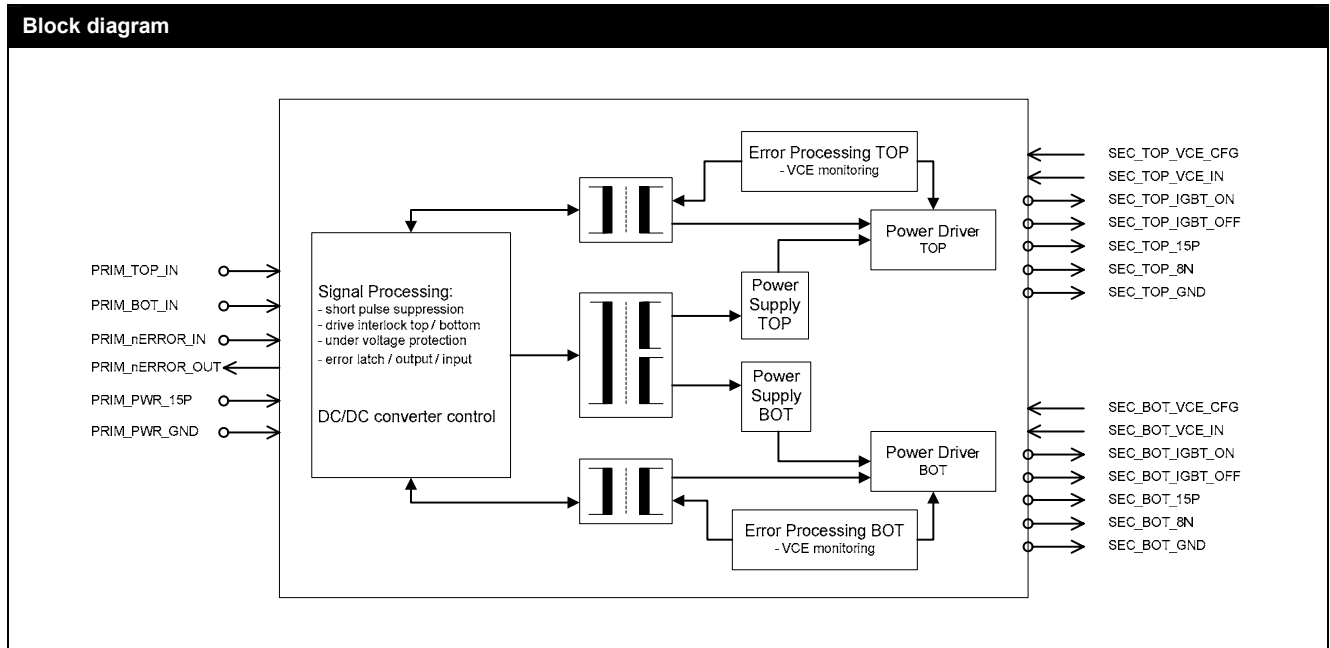 Block diagram
PRIM_TOP_IN
PRIM_BOT_IN
PRIM_nERROR_IN
PRIM_nERROR_OUT
PRIM_PWR_15P
PRIM_PWR_GND
Signal Processing:
- short pulse suppression
- drive interlock top / bottom
- under voltage protection
- error latch / output / input
DC/DC converter control
Error Processing TOP
- VCE monitoring
Power Driver
TOP
Power
Supply
TOP
Power
Supply
BOT
Power Driver
BOT
Error Processing BOT
- VCE monitoring
SEC_TOP_VCE_CFG
SEC_TOP_VCE_IN
SEC_TOP_IGBT_ON
SEC_TOP_IGBT_OFF
SEC_TOP_15P
SEC_TOP_8N
SEC_TOP_GND
SEC_BOT_VCE_CFG
SEC_BOT_VCE_IN
SEC_BOT_IGBT_ON
SEC_BOT_IGBT_OFF
SEC_BOT_15P
SEC_BOT_8N
SEC_BOT_GND